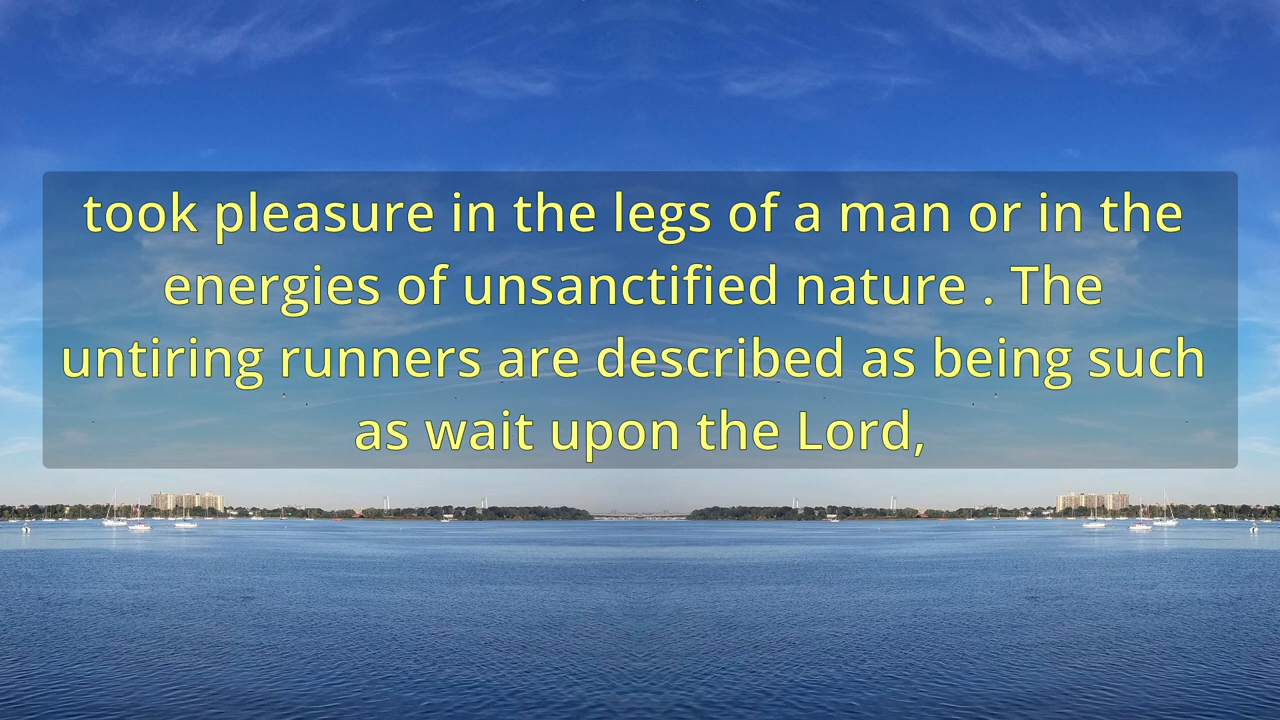 took pleasure in the legs of a man or in the
energies of unsanctified nature . The
untiring runners are described as being such
as wait upon the Lord,